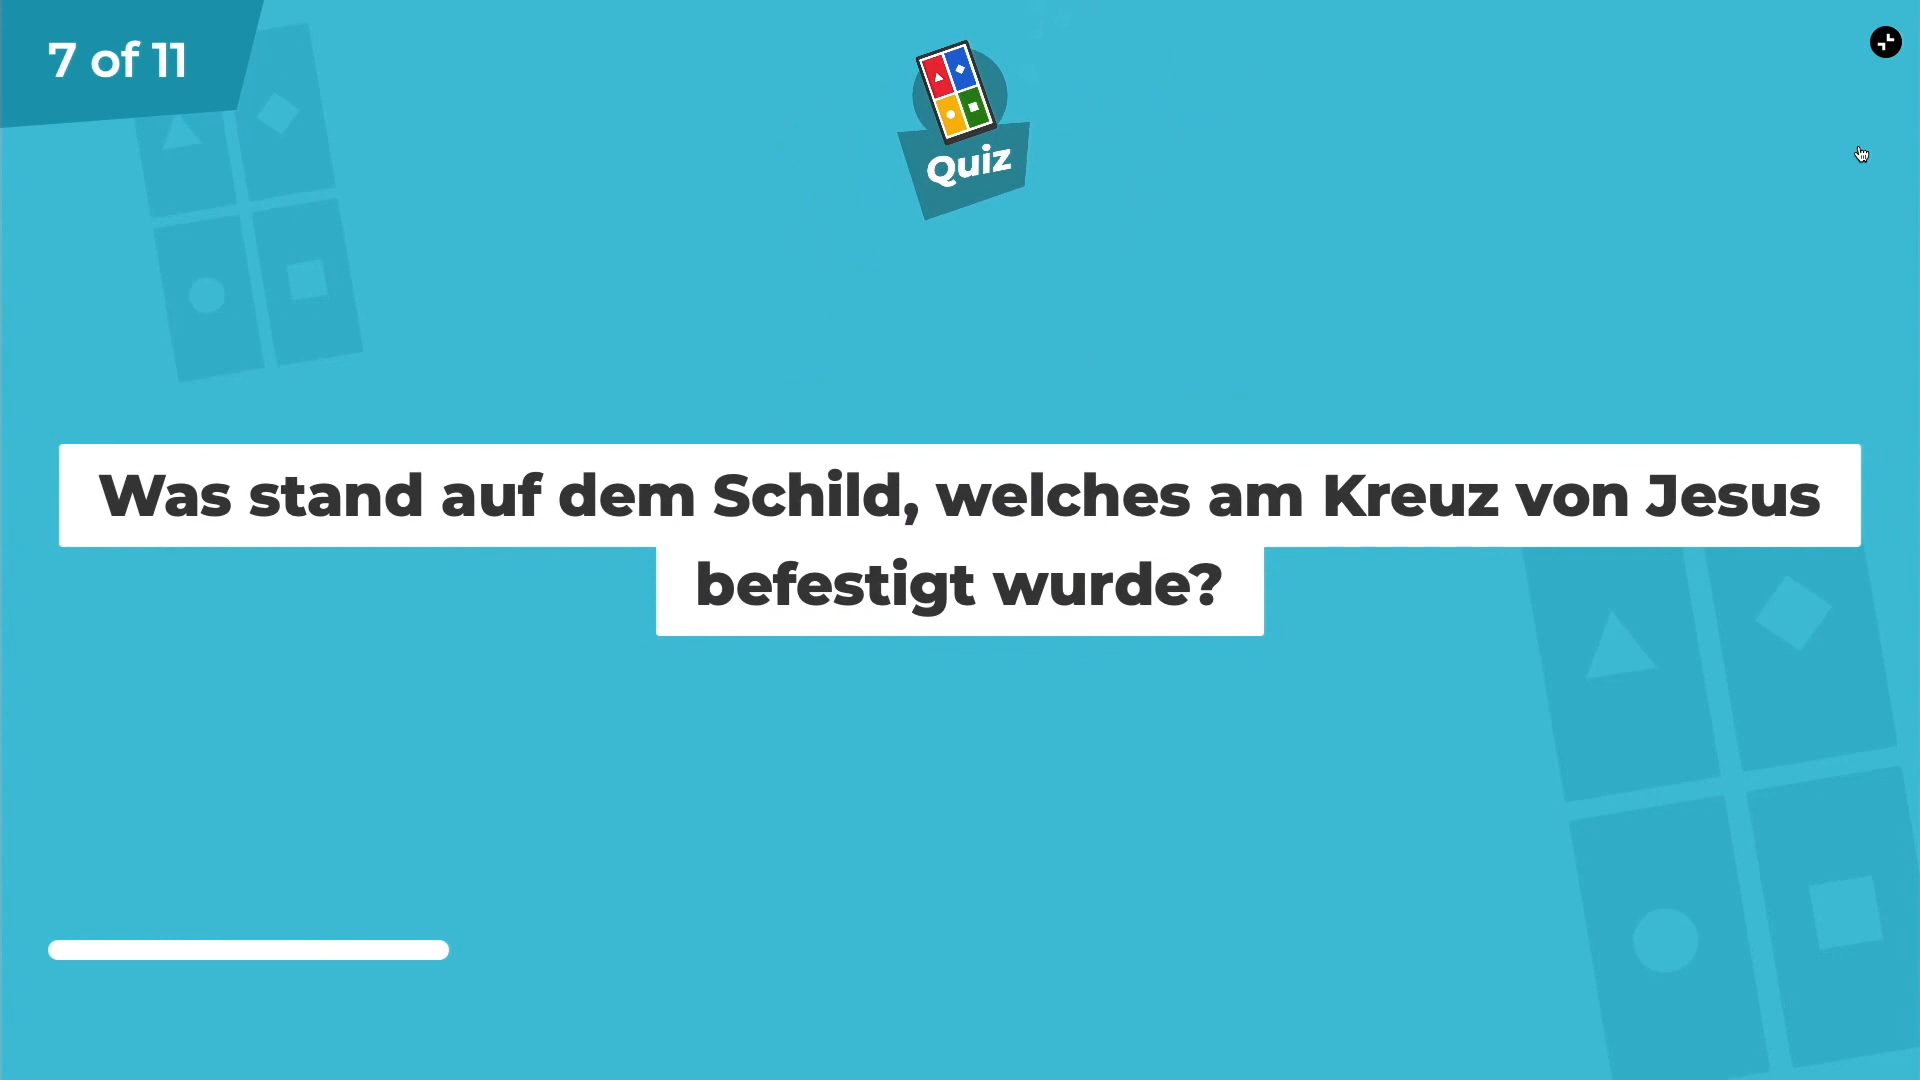 7 of 11
Quiz
Was stand auf dem Schild, welches am Kreuz von Jesus
befestigt wurde?